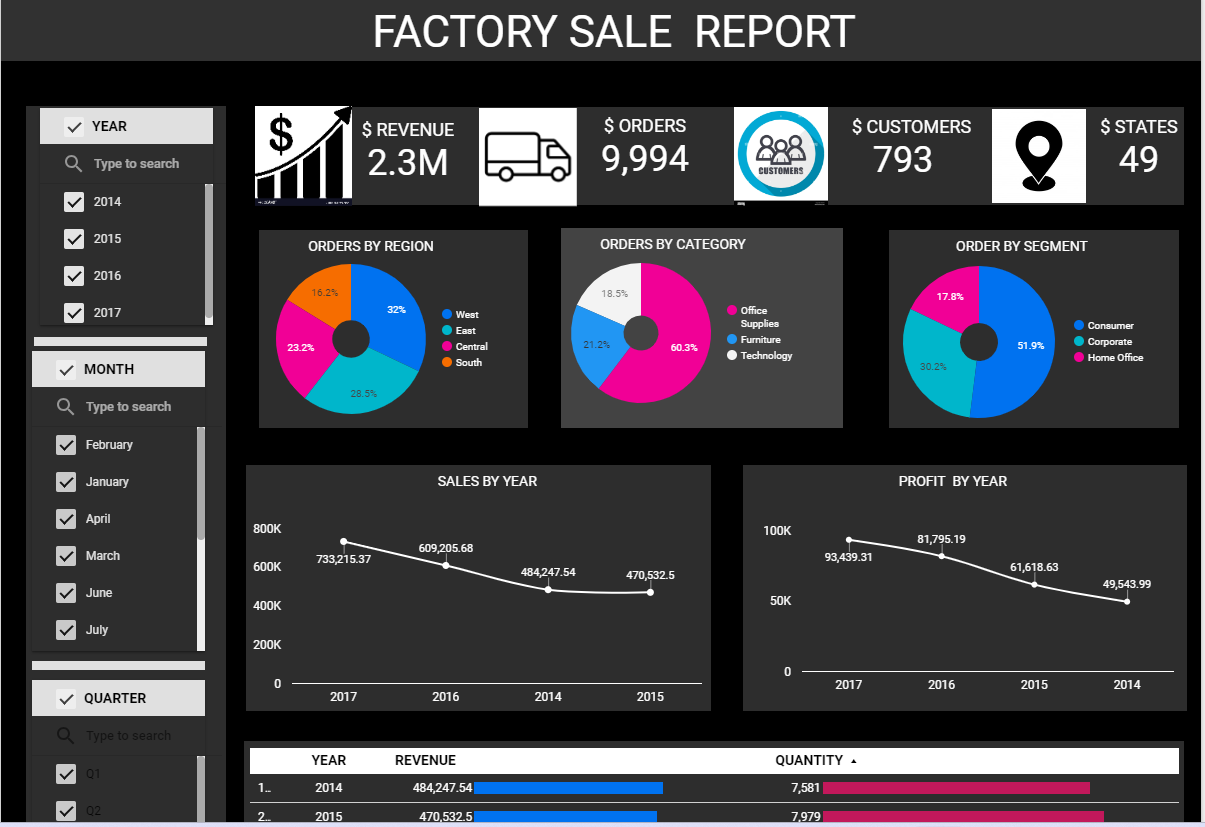 FACTORY SALE REPORT
YEAR
Type to search
2014
2015
2016
2017
MONTH
Type to search
February
January
April
March
June
July
QUARTER
Type to search
Q1
Q2
$ REVENUE
2.3M
$ ORDERS
9,994
CUSTOMERS
$ CUSTOMERS
793
$ STATES
49
ORDERS BY REGION
16.2%
32%
23.2%
28.5%
West
East
Central
South
ORDERS BY CATEGORY
18.5%
21.2%
60.3%
Office
Supplies
Furniture
Technology
ORDER BY SEGMENT
17.8%
51.9%
30.2%
Consumer
Corporate
Home Office
SALES BY YEAR
800K
600K
400K
200K
0
733,215.37
609,205.68
484,247.54
470,532.5
2017 2016 2014 2015
PROFIT BY YEAR
100K
50K
0
93,439.31
81,795.19
61,618.63
49,543.99
2017 2016 2015 2014
YEAR REVENUE QUANTITY
1... 2014 484,247.54 7,581
2... 2015 470,532.5 7,979